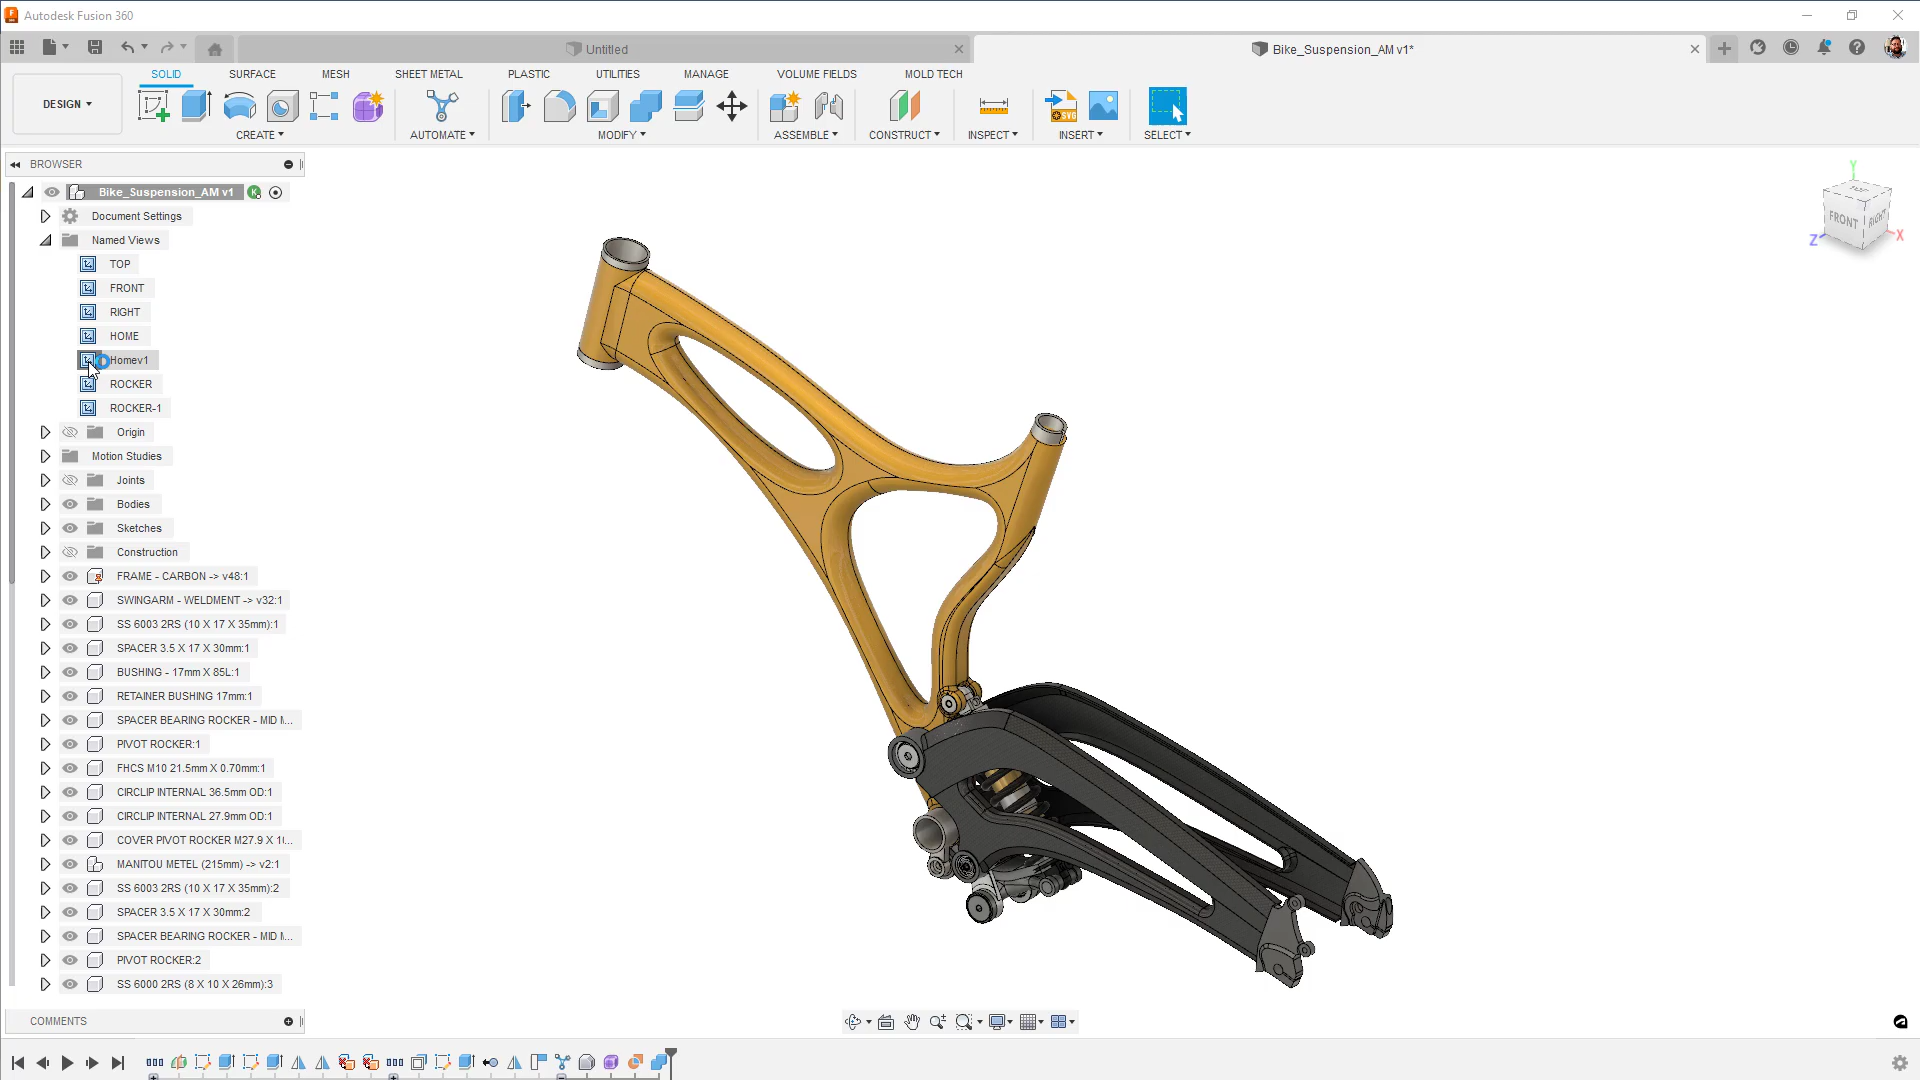 Autodesk Fusion 360
Untitled
Bike_Suspension_AM v1*
DESIGN
SOLID
SURFACE
MESH
SHEET METAL
PLASTIC
UTILITIES
MANAGE
VOLUME FIELDS
MOLD TECH
CREATE
AUTOMATE
MODIFY
ASSEMBLE
CONSTRUCT
INSPECT
SVG
INSERT
SELECT
BROWSER
Bike_Suspension_AM v1
K
Document Settings
Named Views
TOP
FRONT
RIGHT
HOME
Homev1
ROCKER
ROCKER-1
Origin
Motion Studies
Joints
Bodies
Sketches
Construction
FRAME - CARBON -> v48:1
SWINGARM - WELDMENT -> v32:1
SS 6003 2RS (10 X 17 X 35mm):1
SPACER 3.5 X 17 X 30mm:1
BUSHING - 17mm X 85L:1
RETAINER BUSHING 17mm:1
SPACER BEARING ROCKER - MID I...
PIVOT ROCKER:1
FHCS M10 21.5mm X 0.70mm:1
CIRCLIP INTERNAL 36.5mm OD:1
CIRCLIP INTERNAL 27.9mm OD:1
COVER PIVOT ROCKER M27.9 X 1(...
MANITOU METEL (215mm) -> v2:1
SS 6003 2RS (10 X 17 X 35mm):2
SPACER 3.5 X 17 X 30mm:2
SPACER BEARING ROCKER - MID I...
PIVOT ROCKER:2
SS 6000 2RS (8 X 10 X 26mm):3
COMMENTS
Y
TOP
FRONT
RIGHT
Z
X